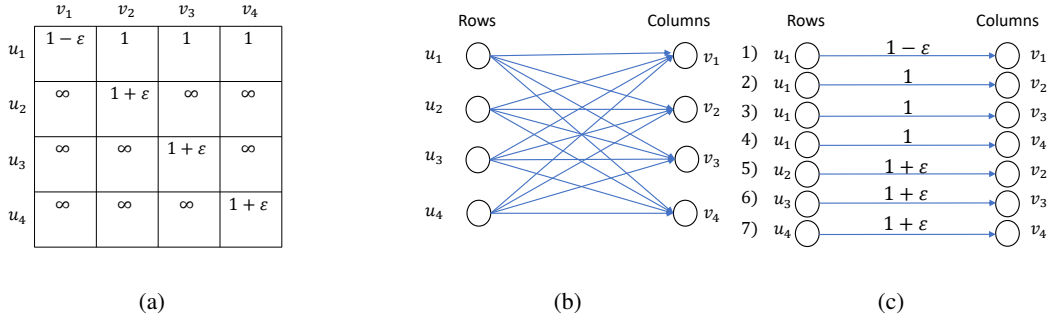 v₁ v₂ v₃ v₄
u₁ 1 − ε 1 1 1
u₂ ∞ 1 + ε ∞ ∞
u₃ ∞ ∞ 1 + ε ∞
u₄ ∞ ∞ ∞ 1 + ε
(a)
Rows Columns
u₁ v₁
u₂ v₂
u₃ v₃
u₄ v₄
(b)
Rows Columns
1) u₁ 1 − ε v₁
2) u₁ 1 v₂
3) u₁ 1 v₃
4) u₁ 1 v₄
5) u₂ 1 + ε v₂
6) u₃ 1 + ε v₃
7) u₄ 1 + ε v₄
(c)